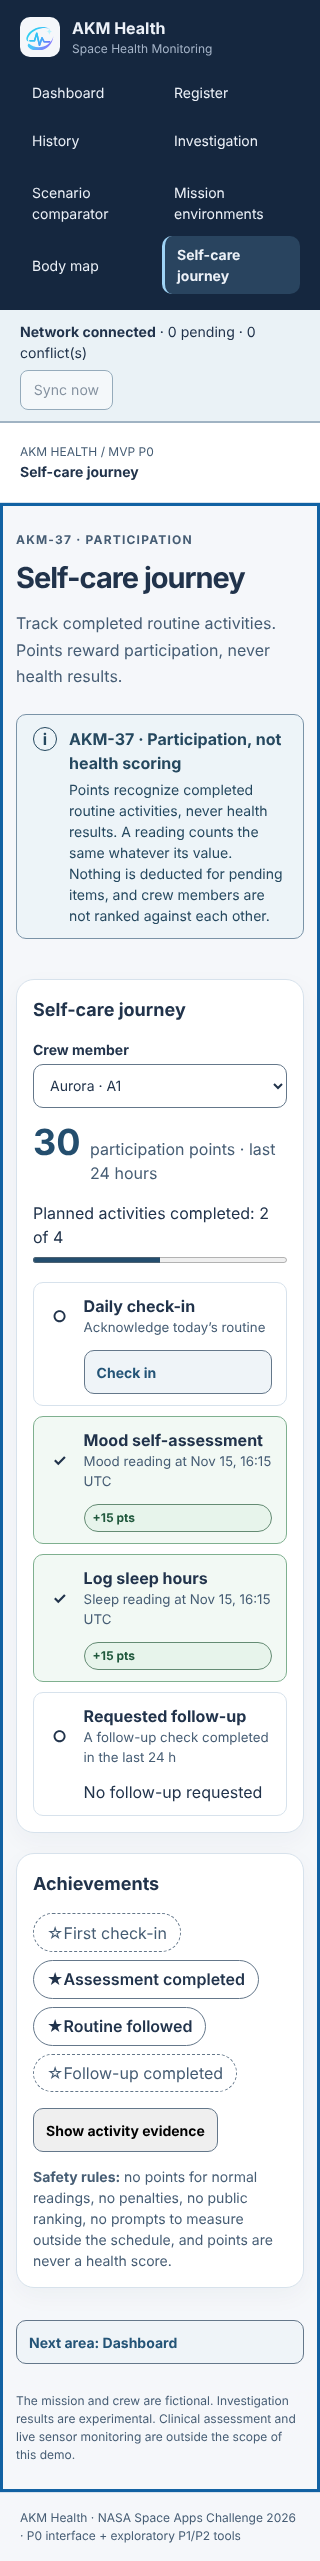 AKM Health
Space Health Monitoring
Dashboard
Register
History
Investigation
Scenario
comparator
Mission
environments
Body map
Self-care
journey
Network connected · 0 pending · 0
conflict(s)
Sync now
AKM HEALTH / MVP P0
Self-care journey
AKM-37 · PARTICIPATION
Self-care journey
Track completed routine activities.
Points reward participation, never
health results.
i
AKM-37 · Participation, not
health scoring
Points recognize completed
routine activities, never health
results. A reading counts the
same whatever its value.
Nothing is deducted for pending
items, and crew members are
not ranked against each other.
Self-care journey
Crew member
Aurora · A1
30 participation points · last
24 hours
Planned activities completed: 2
of 4
Daily check-in
Acknowledge today's routine
Check in
Mood self-assessment
Mood reading at Nov 15, 16:15
UTC
+15 pts
Log sleep hours
Sleep reading at Nov 15, 16:15
UTC
+15 pts
Requested follow-up
A follow-up check completed
in the last 24 h
No follow-up requested
Achievements
☆First check-in
★Assessment completed
★Routine followed
☆Follow-up completed
Show activity evidence
Safety rules: no points for normal
readings, no penalties, no public
ranking, no prompts to measure
outside the schedule, and points are
never a health score.
Next area: Dashboard
The mission and crew are fictional. Investigation
results are experimental. Clinical assessment and
live sensor monitoring are outside the scope of
this demo.
AKM Health · NASA Space Apps Challenge 2026
· P0 interface + exploratory P1/P2 tools